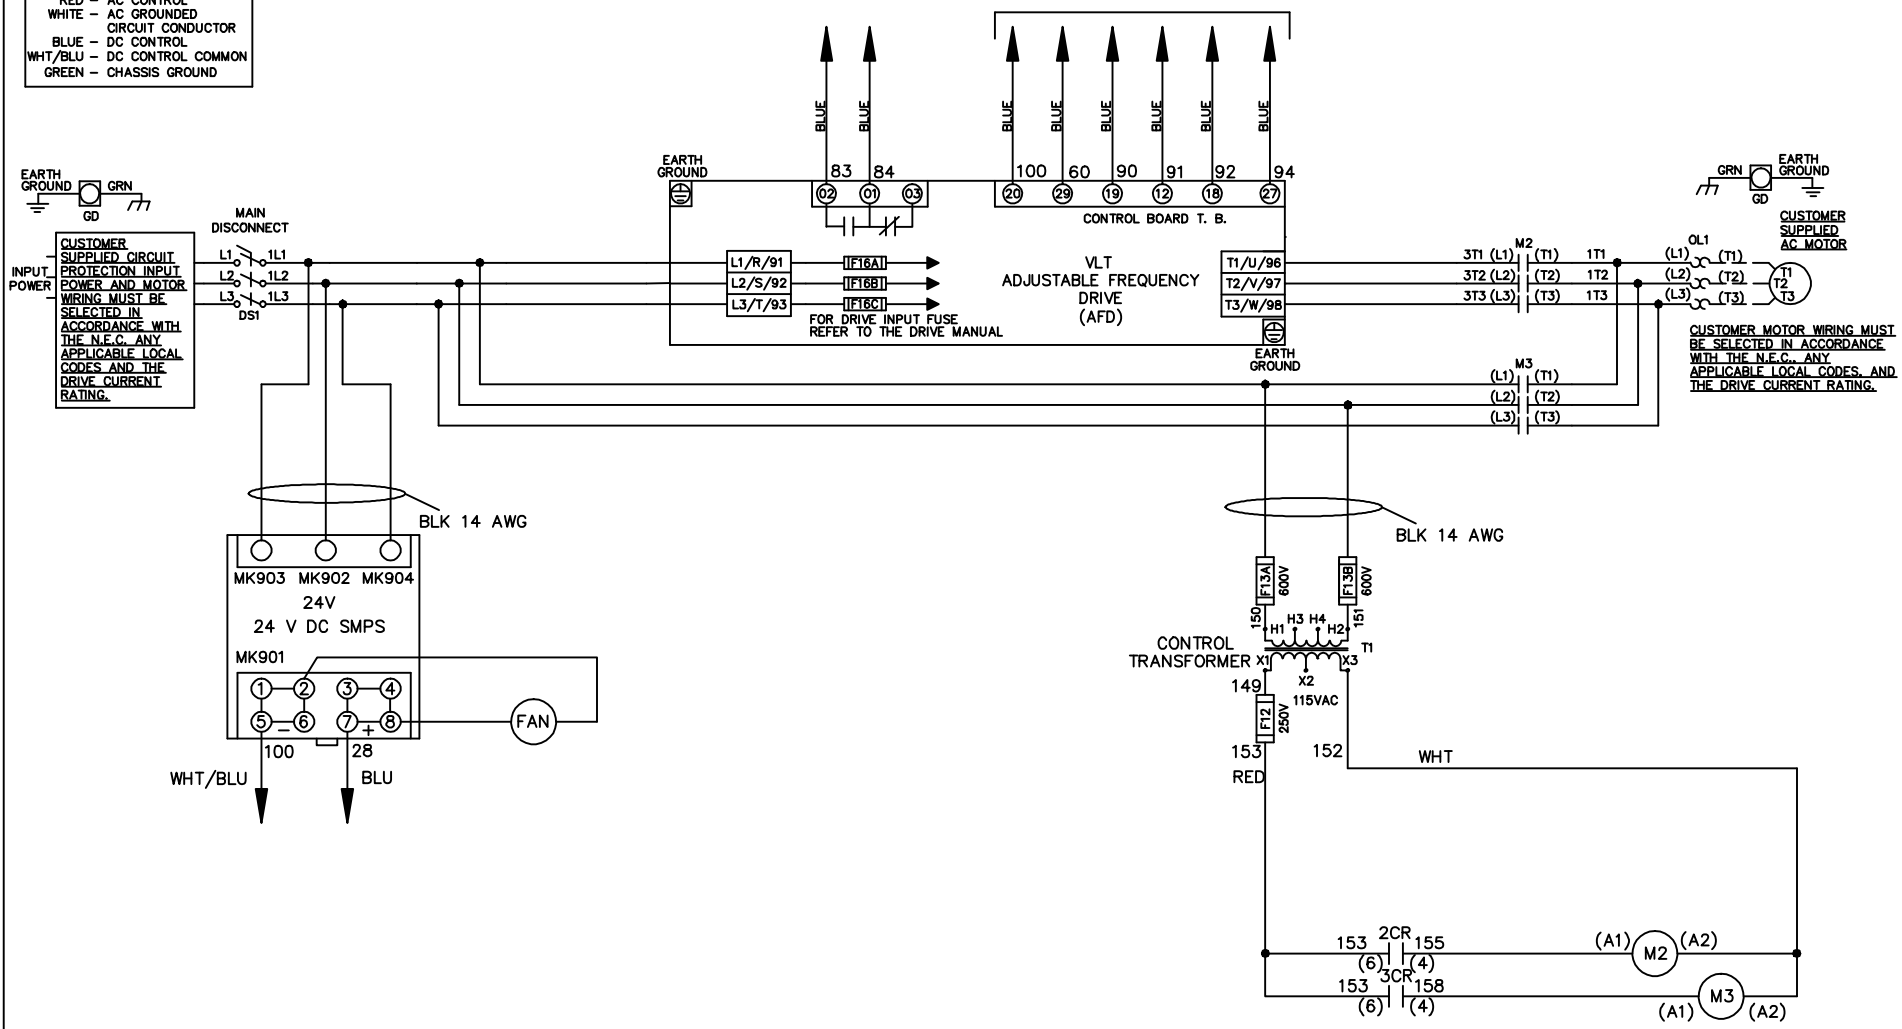 RED – AC CONTROL
WHITE – AC GROUNDED
CIRCUIT CONDUCTOR
BLUE – DC CONTROL
WHT/BLU – DC CONTROL COMMON
GREEN – CHASSIS GROUND
BLUE
BLUE
BLUE
BLUE
BLUE
BLUE
BLUE
BLUE
EARTH
GROUND
GRN
GD
MAIN
DISCONNECT
L1 1L1
L2 1L2
L3 1L3
DS1
INPUT
POWER
CUSTOMER
SUPPLIED CIRCUIT
PROTECTION INPUT
POWER AND MOTOR
WIRING MUST BE
SELECTED IN
ACCORDANCE WITH
THE N.E.C. ANY
APPLICABLE LOCAL
CODES AND THE
DRIVE CURRENT
RATING.
EARTH
GROUND
83 84
02 01 03
100 60 90 91 92 94
20 29 19 12 18 27
CONTROL BOARD T. B.
L1/R/91
L2/S/92
L3/T/93
F16A
F16B
F16C
FOR DRIVE INPUT FUSE
REFER TO THE DRIVE MANUAL
VLT
ADJUSTABLE FREQUENCY
DRIVE
(AFD)
T1/U/96
T2/V/97
T3/W/98
EARTH
GROUND
M2
3T1 (L1) (T1) 1T1
3T2 (L2) (T2) 1T2
3T3 (L3) (T3) 1T3
OL1
(L1) (T1)
(L2) (T2)
(L3) (T3)
T1
T2
T3
GRN
EARTH
GROUND
GD
CUSTOMER
SUPPLIED
AC MOTOR
CUSTOMER MOTOR WIRING MUST
BE SELECTED IN ACCORDANCE
WITH THE N.E.C., ANY
APPLICABLE LOCAL CODES, AND
THE DRIVE CURRENT RATING.
M3
(L1) (T1)
(L2) (T2)
(L3) (T3)
BLK 14 AWG
MK903 MK902 MK904
24V
24 V DC SMPS
MK901
1 2 3 4
5 – 6 7 + 8
FAN
100 28
WHT/BLU BLU
BLK 14 AWG
F13A
600V
F13B
600V
150
151
H1 H3 H4 H2
CONTROL
TRANSFORMER
T1
X1 X3
X2
149
115VAC
F12
250V
153 152
RED
WHT
2CR
153 155
(6) (4)
(A1) M2 (A2)
3CR
153 158
(6) (4)
(A1) M3 (A2)